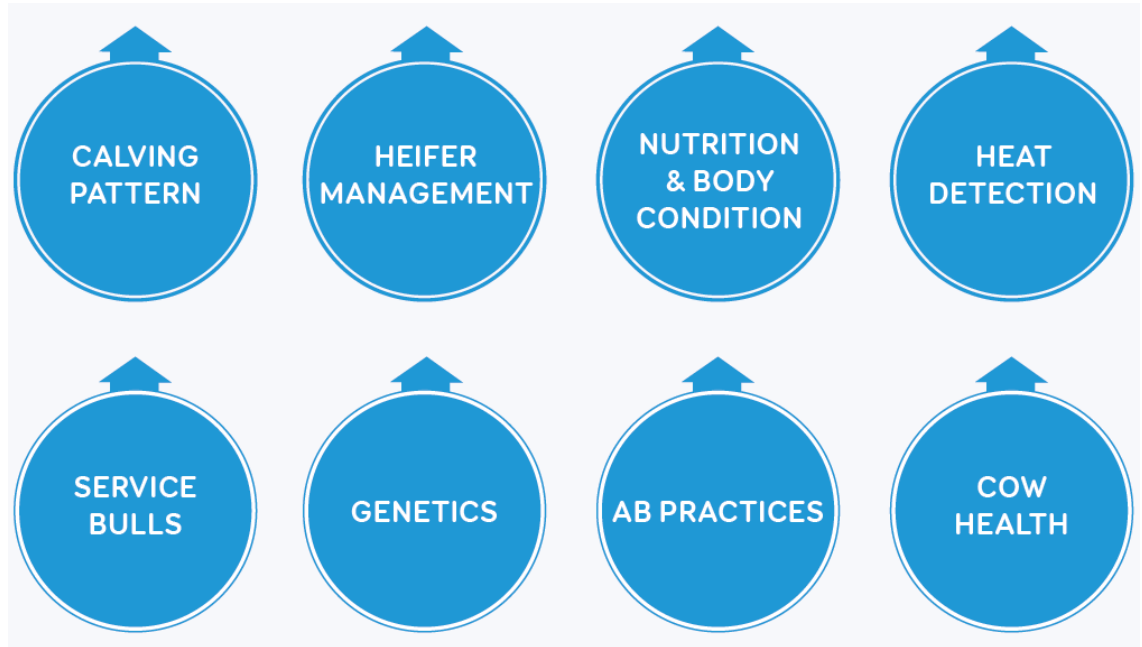 CALVING
PATTERN
HEIFER
MANAGEMENT
NUTRITION
& BODY
CONDITION
HEAT
DETECTION
SERVICE
BULLS
GENETICS
AB PRACTICES
COW
HEALTH